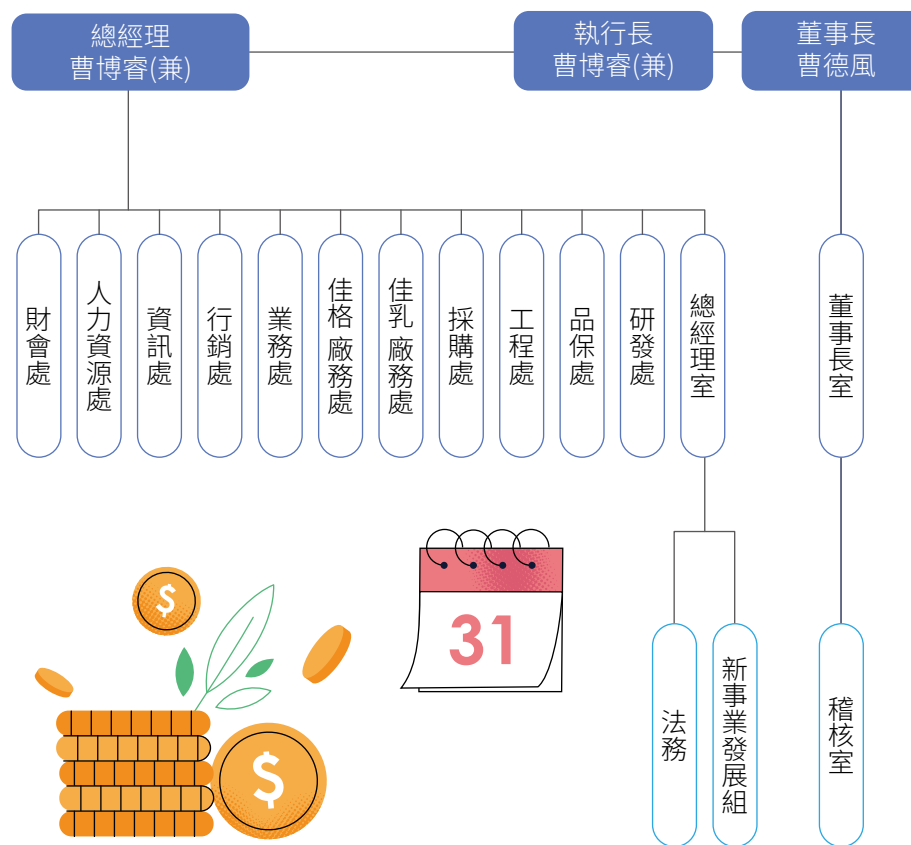 總經理
曹博睿(兼)
執行長
曹博睿(兼)
董事長
曹德風
財會處
人力資源處
資訊處
行銷處
業務處
佳格 廠務處
佳乳 廠務處
採購處
工程處
品保處
研發處
總經理室
董事長室
$
31
$
法務
新事業發展組
稽核室